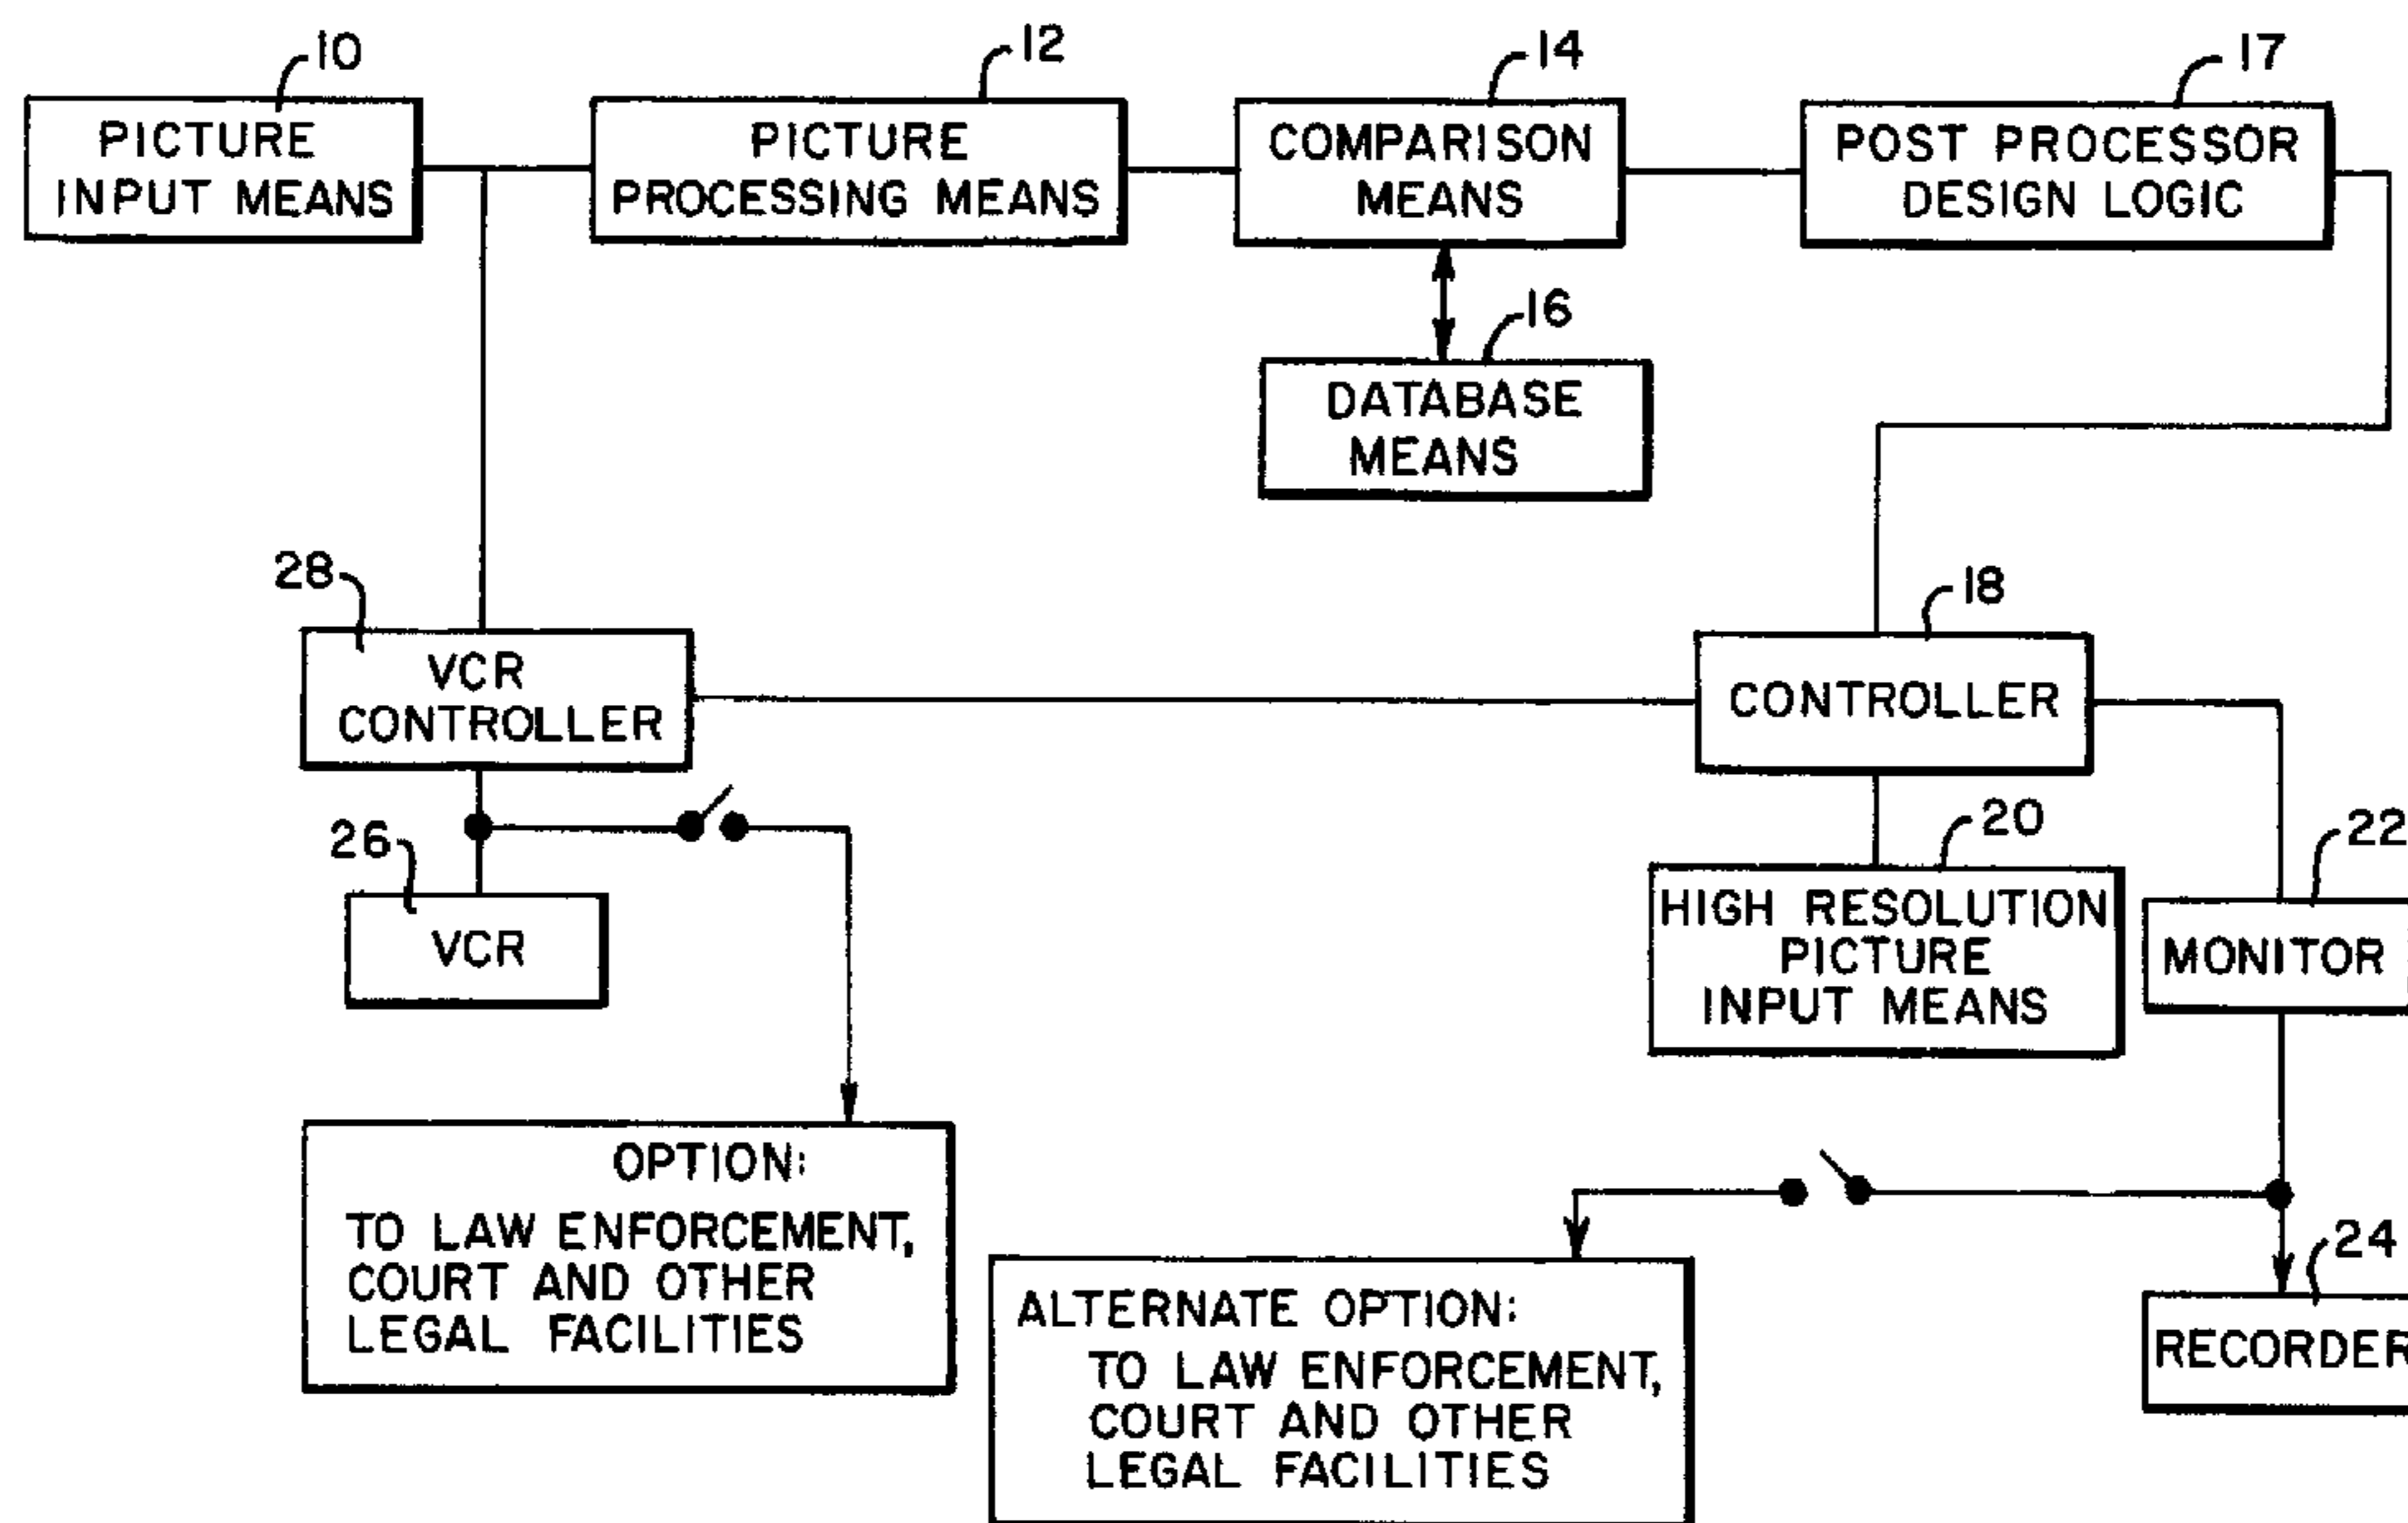 10
PICTURE
INPUT MEANS
12
PICTURE
PROCESSING MEANS
14
COMPARISON
MEANS
17
POST PROCESSOR
DESIGN LOGIC
16
DATABASE
MEANS
28
VCR
CONTROLLER
18
CONTROLLER
26
VCR
20
HIGH RESOLUTION
PICTURE
INPUT MEANS
22
MONITOR
OPTION:
TO LAW ENFORCEMENT,
COURT AND OTHER
LEGAL FACILITIES
ALTERNATE OPTION:
TO LAW ENFORCEMENT,
COURT AND OTHER
LEGAL FACILITIES
24
RECORDER